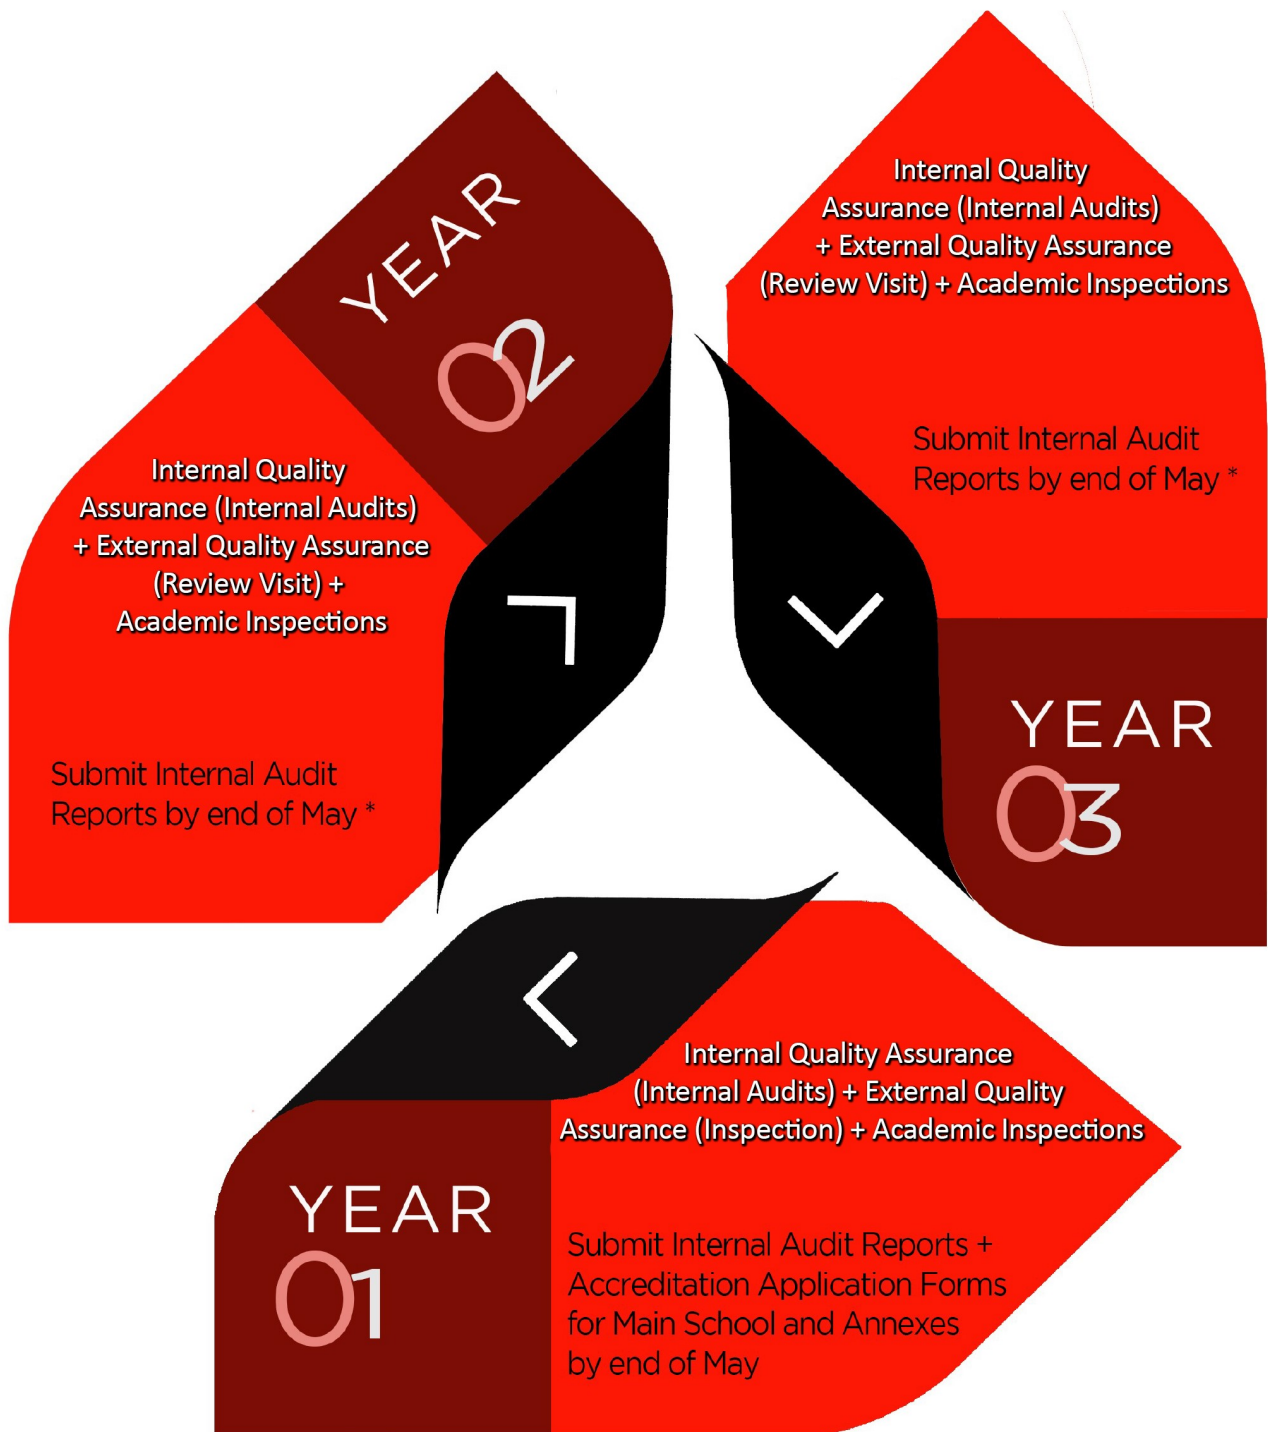 YEAR
02
Internal Quality
Assurance (Internal Audits)
+ External Quality Assurance
(Review Visit) +
Academic Inspections
Submit Internal Audit
Reports by end of May *
Internal Quality
Assurance (Internal Audits)
+ External Quality Assurance
(Review Visit) + Academic Inspections
Submit Internal Audit
Reports by end of May *
YEAR
03
Internal Quality Assurance
(Internal Audits) + External Quality
Assurance (Inspection) + Academic Inspections
YEAR
01
Submit Internal Audit Reports +
Accreditation Application Forms
for Main School and Annexes
by end of May